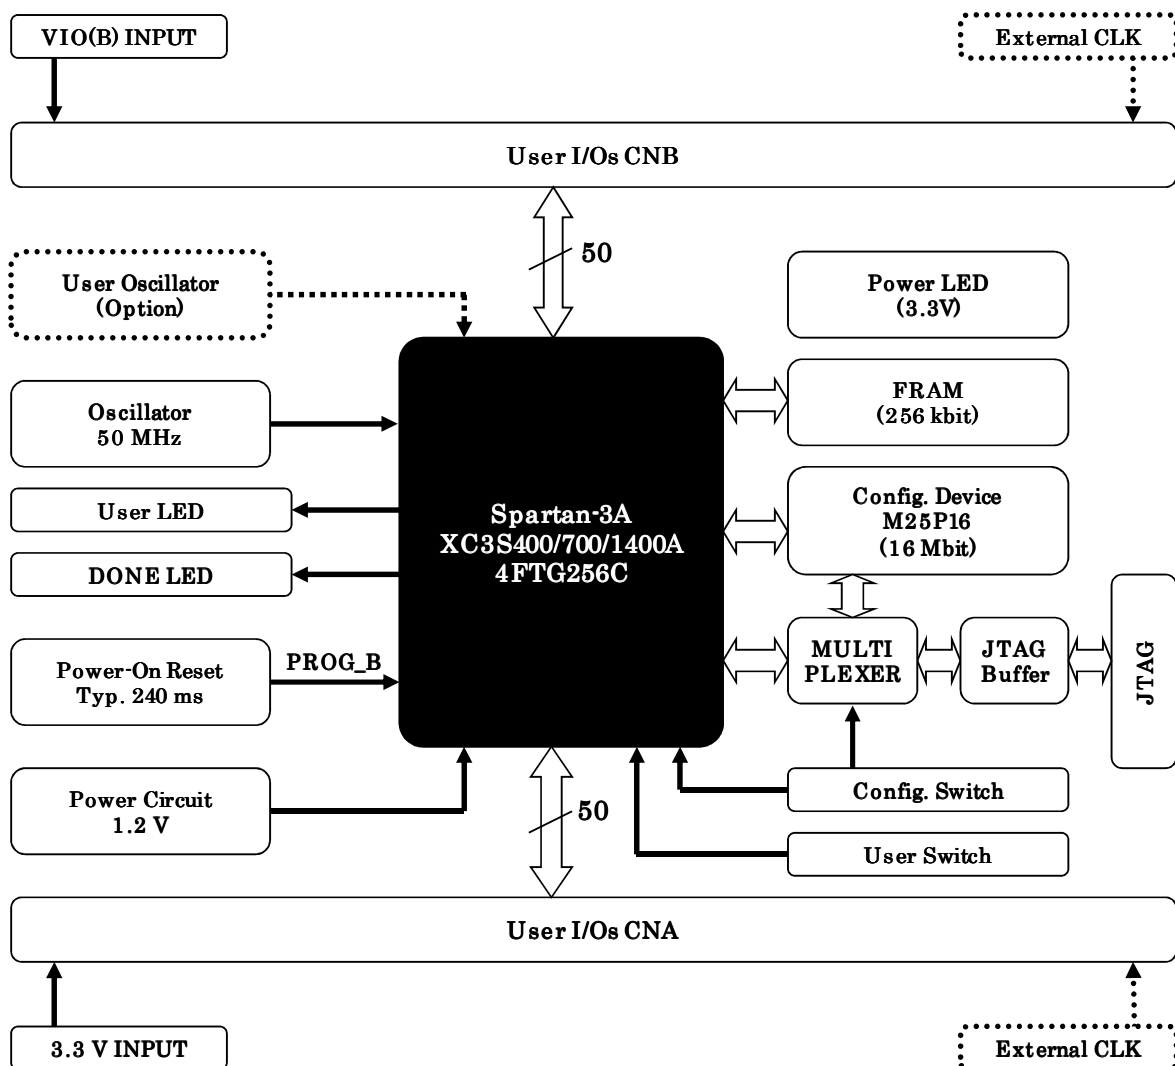 VIO(B) INPUT
External CLK
User I/Os CNB
50
User Oscillator
(Option)
Power LED
(3.3V)
Oscillator
50 MHz
FRAM
(256 kbit)
User LED
Config. Device
M25P16
(16 Mbit)
Spartan-3A
XC3S400/700/1400A
4FTG256C
DONE LED
Power-On Reset
Typ. 240 ms
PROG_B
MULTI
PLEXER
JTAG
Buffer
JTAG
Power Circuit
1.2 V
50
Config. Switch
User Switch
User I/Os CNA
3.3 V INPUT
External CLK